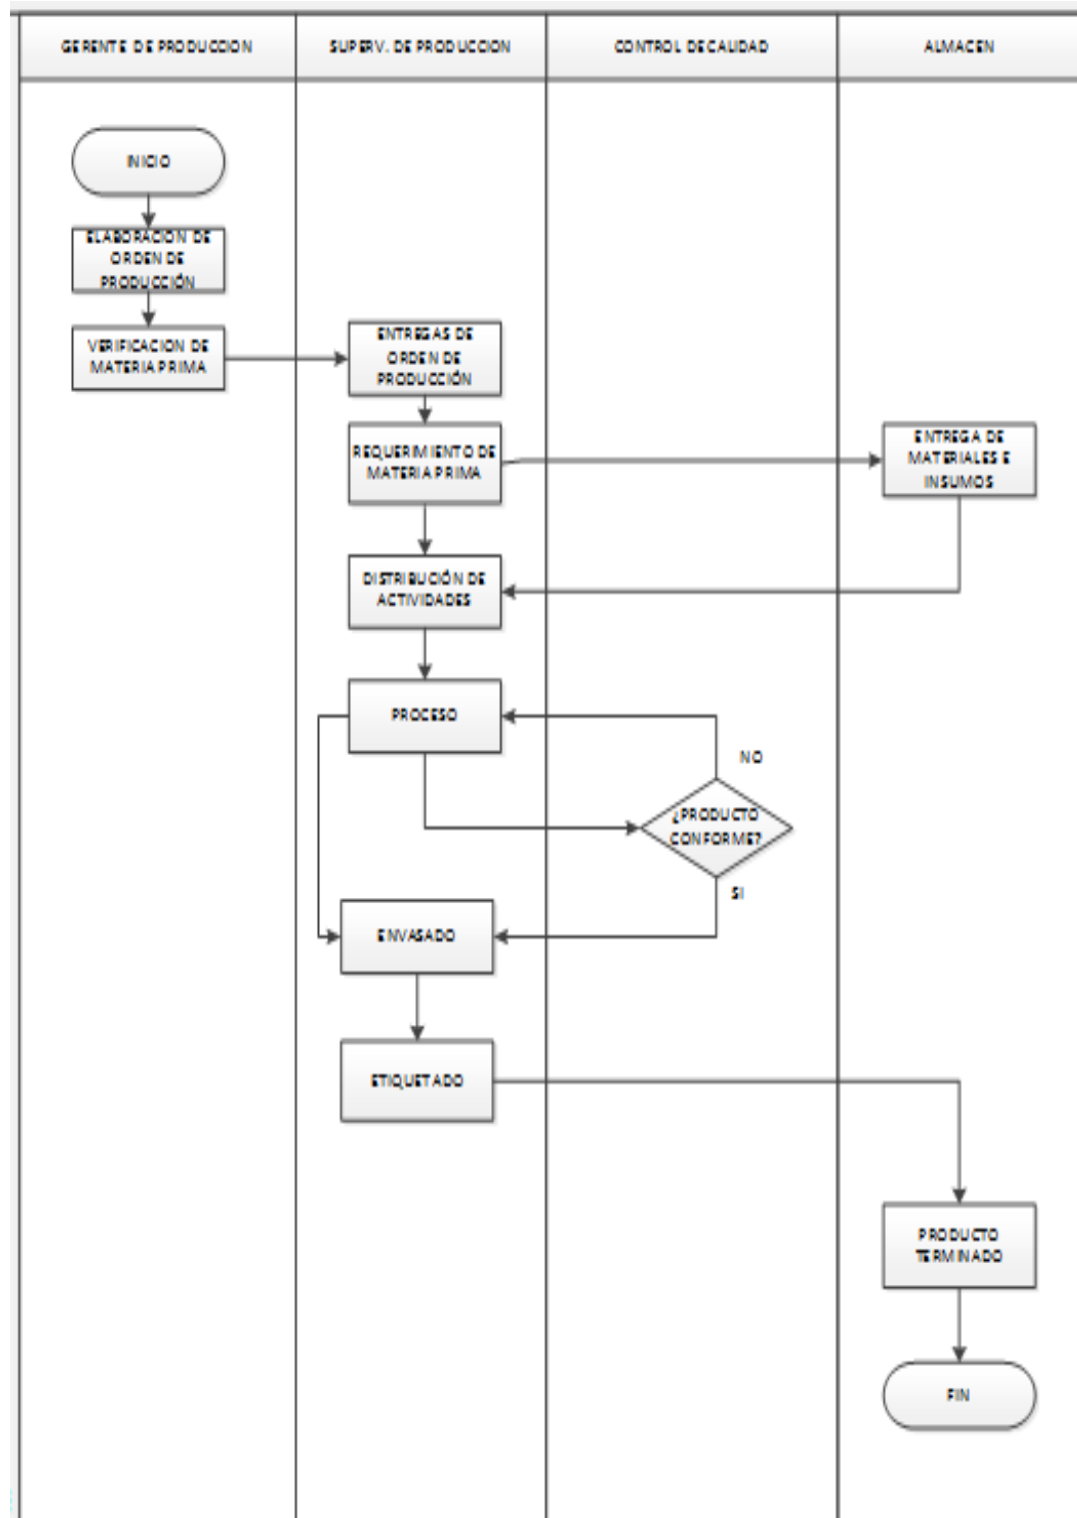 GERENTE DE PRODUCCION
SUPERV. DE PRODUCCION
CONTROL DE CALIDAD
ALMACEN
INICIO
ELABORACION DE
ORDEN DE
PRODUCCIÓN
VERIFICACION DE
MATERIA PRIMA
ENTREGAS DE
ORDEN DE
PRODUCCIÓN
REQUERIMIENTO DE
MATERIA PRIMA
ENTREGA DE
MATERIALES E
INSUMOS
DISTRIBUCIÓN DE
ACTIVIDADES
PROCESO
NO
¿PRODUCTO
CONFORME?
SI
ENVASADO
ETIQUETADO
PRODUCTO
TERMINADO
FIN